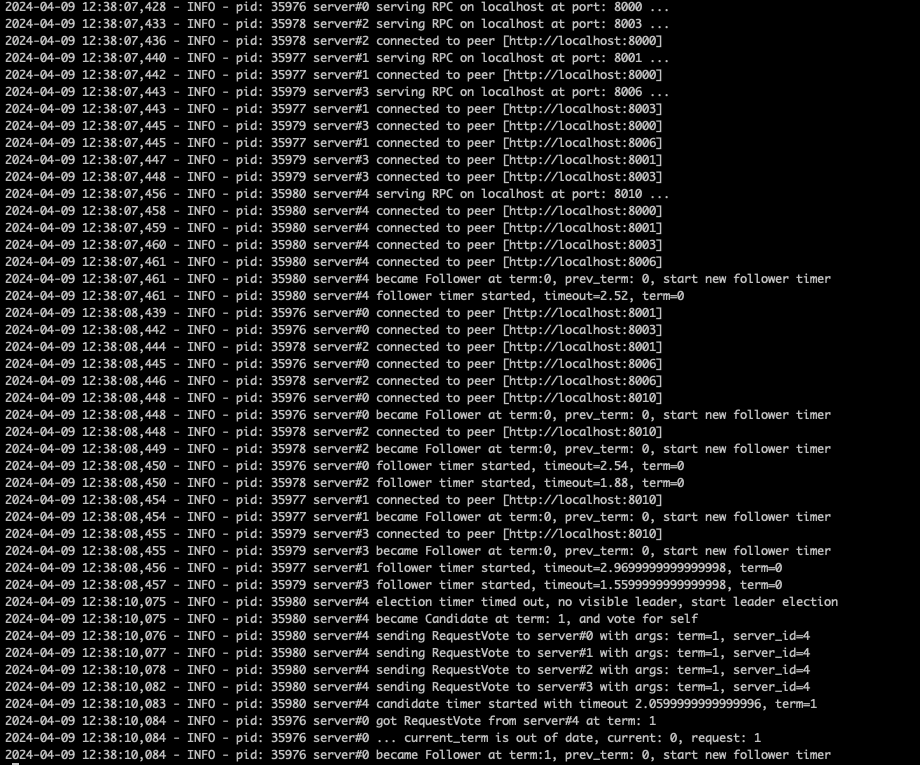 2024-04-09 12:38:07,428 - INFO - pid: 35976 server#0 serving RPC on localhost at port: 8000 ...
2024-04-09 12:38:07,433 - INFO - pid: 35978 server#2 serving RPC on localhost at port: 8003 ...
2024-04-09 12:38:07,436 - INFO - pid: 35978 server#2 connected to peer [http://localhost:8000]
2024-04-09 12:38:07,440 - INFO - pid: 35977 server#1 serving RPC on localhost at port: 8001 ...
2024-04-09 12:38:07,442 - INFO - pid: 35977 server#1 connected to peer [http://localhost:8000]
2024-04-09 12:38:07,443 - INFO - pid: 35979 server#3 serving RPC on localhost at port: 8006 ...
2024-04-09 12:38:07,443 - INFO - pid: 35977 server#1 connected to peer [http://localhost:8003]
2024-04-09 12:38:07,445 - INFO - pid: 35979 server#3 connected to peer [http://localhost:8000]
2024-04-09 12:38:07,445 - INFO - pid: 35977 server#1 connected to peer [http://localhost:8006]
2024-04-09 12:38:07,447 - INFO - pid: 35979 server#3 connected to peer [http://localhost:8001]
2024-04-09 12:38:07,448 - INFO - pid: 35979 server#3 connected to peer [http://localhost:8003]
2024-04-09 12:38:07,456 - INFO - pid: 35980 server#4 serving RPC on localhost at port: 8010 ...
2024-04-09 12:38:07,458 - INFO - pid: 35980 server#4 connected to peer [http://localhost:8000]
2024-04-09 12:38:07,459 - INFO - pid: 35980 server#4 connected to peer [http://localhost:8001]
2024-04-09 12:38:07,460 - INFO - pid: 35980 server#4 connected to peer [http://localhost:8003]
2024-04-09 12:38:07,461 - INFO - pid: 35980 server#4 connected to peer [http://localhost:8006]
2024-04-09 12:38:07,461 - INFO - pid: 35980 server#4 became Follower at term:0, prev_term: 0, start new follower timer
2024-04-09 12:38:07,461 - INFO - pid: 35980 server#4 follower timer started, timeout=2.52, term=0
2024-04-09 12:38:08,439 - INFO - pid: 35976 server#0 connected to peer [http://localhost:8001]
2024-04-09 12:38:08,442 - INFO - pid: 35976 server#0 connected to peer [http://localhost:8003]
2024-04-09 12:38:08,444 - INFO - pid: 35978 server#2 connected to peer [http://localhost:8001]
2024-04-09 12:38:08,445 - INFO - pid: 35976 server#0 connected to peer [http://localhost:8006]
2024-04-09 12:38:08,446 - INFO - pid: 35978 server#2 connected to peer [http://localhost:8006]
2024-04-09 12:38:08,448 - INFO - pid: 35976 server#0 connected to peer [http://localhost:8010]
2024-04-09 12:38:08,448 - INFO - pid: 35976 server#0 became Follower at term:0, prev_term: 0, start new follower timer
2024-04-09 12:38:08,448 - INFO - pid: 35978 server#2 connected to peer [http://localhost:8010]
2024-04-09 12:38:08,449 - INFO - pid: 35978 server#2 became Follower at term:0, prev_term: 0, start new follower timer
2024-04-09 12:38:08,450 - INFO - pid: 35976 server#0 follower timer started, timeout=2.54, term=0
2024-04-09 12:38:08,450 - INFO - pid: 35978 server#2 follower timer started, timeout=1.88, term=0
2024-04-09 12:38:08,454 - INFO - pid: 35977 server#1 connected to peer [http://localhost:8010]
2024-04-09 12:38:08,454 - INFO - pid: 35977 server#1 became Follower at term:0, prev_term: 0, start new follower timer
2024-04-09 12:38:08,455 - INFO - pid: 35979 server#3 connected to peer [http://localhost:8010]
2024-04-09 12:38:08,455 - INFO - pid: 35979 server#3 became Follower at term:0, prev_term: 0, start new follower timer
2024-04-09 12:38:08,456 - INFO - pid: 35977 server#1 follower timer started, timeout=2.9699999999999998, term=0
2024-04-09 12:38:08,457 - INFO - pid: 35979 server#3 follower timer started, timeout=1.5599999999999998, term=0
2024-04-09 12:38:10,075 - INFO - pid: 35980 server#4 election timer timed out, no visible leader, start leader election
2024-04-09 12:38:10,075 - INFO - pid: 35980 server#4 became Candidate at term: 1, and vote for self
2024-04-09 12:38:10,076 - INFO - pid: 35980 server#4 sending RequestVote to server#0 with args: term=1, server_id=4
2024-04-09 12:38:10,077 - INFO - pid: 35980 server#4 sending RequestVote to server#1 with args: term=1, server_id=4
2024-04-09 12:38:10,078 - INFO - pid: 35980 server#4 sending RequestVote to server#2 with args: term=1, server_id=4
2024-04-09 12:38:10,082 - INFO - pid: 35980 server#4 sending RequestVote to server#3 with args: term=1, server_id=4
2024-04-09 12:38:10,083 - INFO - pid: 35980 server#4 candidate timer started with timeout 2.0599999999999996, term=1
2024-04-09 12:38:10,084 - INFO - pid: 35976 server#0 got RequestVote from server#4 at term: 1
2024-04-09 12:38:10,084 - INFO - pid: 35976 server#0 ... current_term is out of date, current: 0, request: 1
2024-04-09 12:38:10,084 - INFO - pid: 35976 server#0 became Follower at term:1, prev_term: 0, start new follower timer